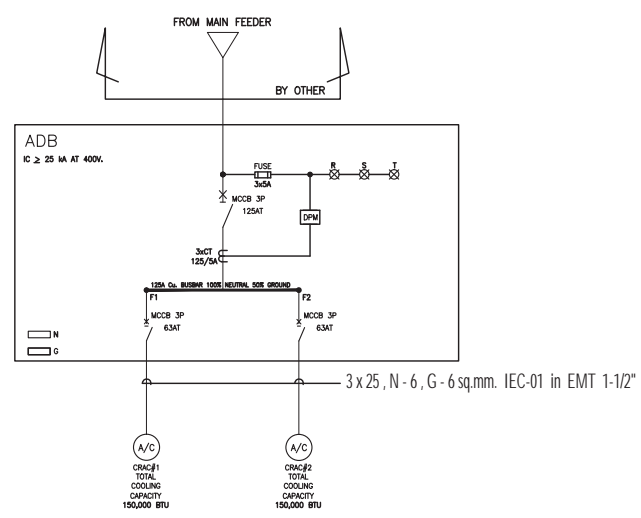 FROM MAIN FEEDER
BY OTHER
ADB
IC ≥ 25 kA AT 400V.
FUSE
3x5A
R S T
MCCB 3P
125AT
DPM
3xCT
125/5A
125A Cu. BUSBAR 100% NEUTRAL 50% GROUND
F1 F2
MCCB 3P
63AT
MCCB 3P
63AT
N
G
3 x 25 , N - 6 , G - 6 sq.mm. IEC-01 in EMT 1-1/2"
A/C
CRAC#1
TOTAL
COOLING
CAPACITY
150,000 BTU
A/C
CRAC#2
TOTAL
COOLING
CAPACITY
150,000 BTU